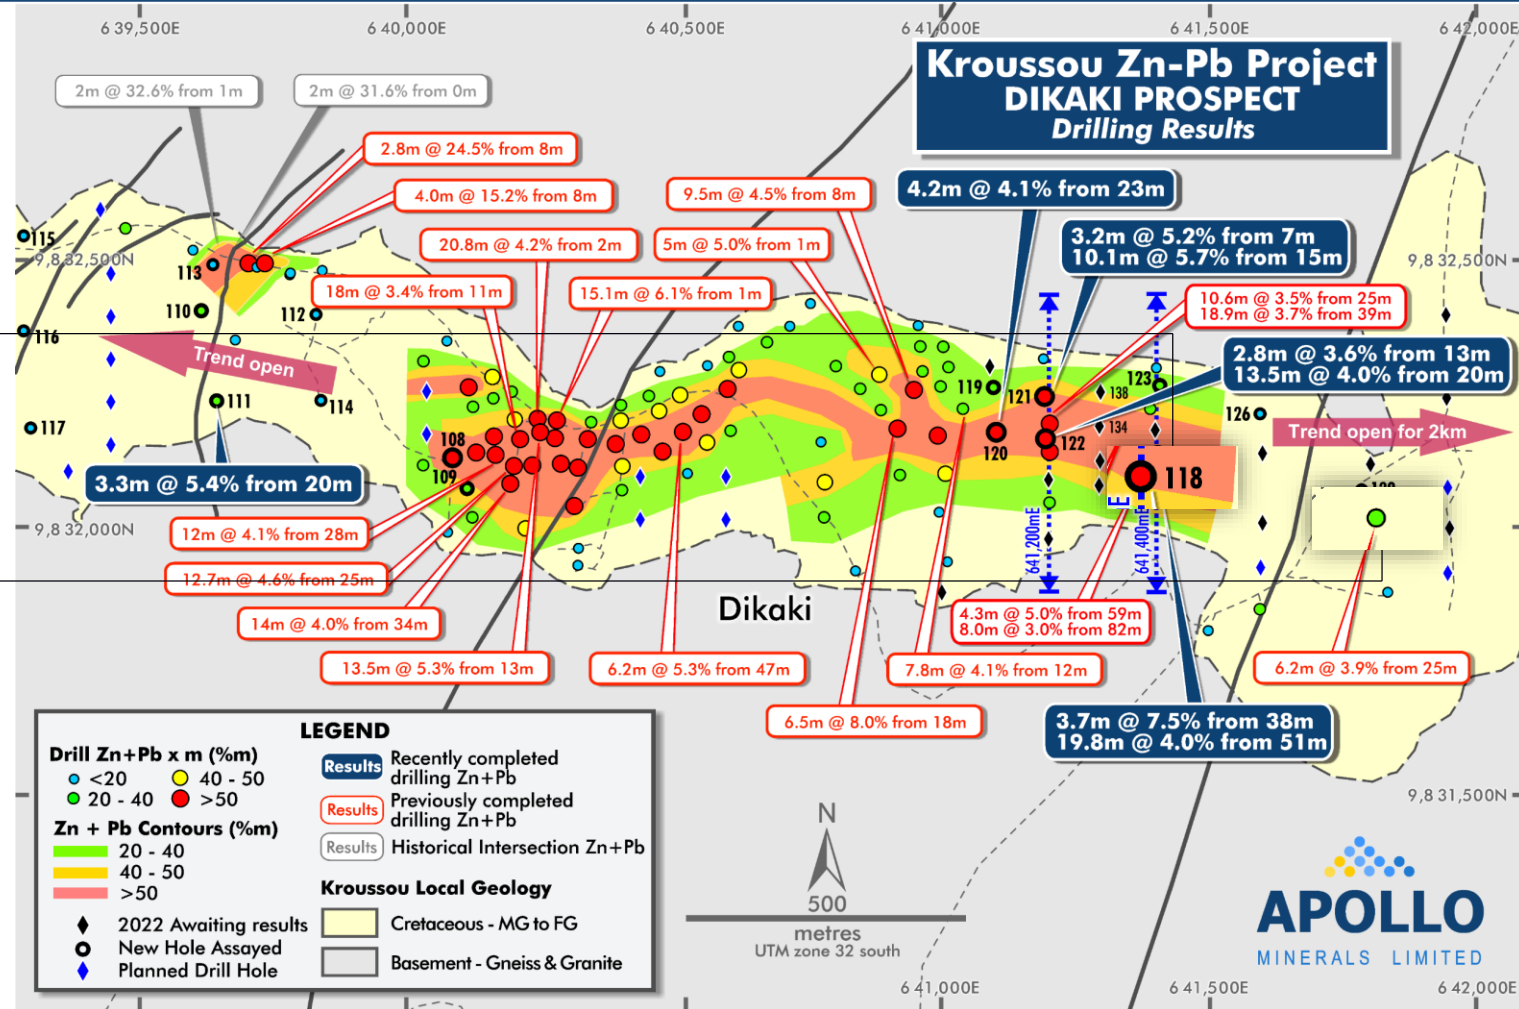 6 39,500E
6 40,000E
6 40,500E
6 41,000E
6 41,500E
6 42,000E
Kroussou Zn-Pb Project
DIKAKI PROSPECT
Drilling Results
2m @ 32.6% from 1m
2m @ 31.6% from 0m
2.8m @ 24.5% from 8m
4.0m @ 15.2% from 8m
9.5m @ 4.5% from 8m
4.2m @ 4.1% from 23m
20.8m @ 4.2% from 2m
5m @ 5.0% from 1m
3.2m @ 5.2% from 7m
10.1m @ 5.7% from 15m
115
9,8 32,500N
9,8 32,500N
113
18m @ 3.4% from 11m
15.1m @ 6.1% from 1m
10.6m @ 3.5% from 25m
18.9m @ 3.7% from 39m
110
112
116
Trend open
2.8m @ 3.6% from 13m
13.5m @ 4.0% from 20m
119
123
121
138
111
114
126
117
134
Trend open for 2km
108
120
122
109
118
3.3m @ 5.4% from 20m
E
E
9,8 32,000N
12m @ 4.1% from 28m
641,200mE
641,400mE
12.7m @ 4.6% from 25m
14m @ 4.0% from 34m
Dikaki
4.3m @ 5.0% from 59m
8.0m @ 3.0% from 82m
13.5m @ 5.3% from 13m
6.2m @ 5.3% from 47m
7.8m @ 4.1% from 12m
6.2m @ 3.9% from 25m
6.5m @ 8.0% from 18m
3.7m @ 7.5% from 38m
19.8m @ 4.0% from 51m
LEGEND
Drill Zn+Pb x m (%m)
<20
40 - 50
20 - 40
>50
Zn + Pb Contours (%m)
20 - 40
40 - 50
>50
2022 Awaiting results
New Hole Assayed
Planned Drill Hole
Results
Recently completed
drilling Zn+Pb
Results
Previously completed
drilling Zn+Pb
Results
Historical Intersection Zn+Pb
Kroussou Local Geology
Cretaceous - MG to FG
Basement - Gneiss & Granite
N
500
metres
UTM zone 32 south
9,8 31,500N
APOLLO
MINERALS LIMITED
6 41,000E
6 41,500E
6 42,000E